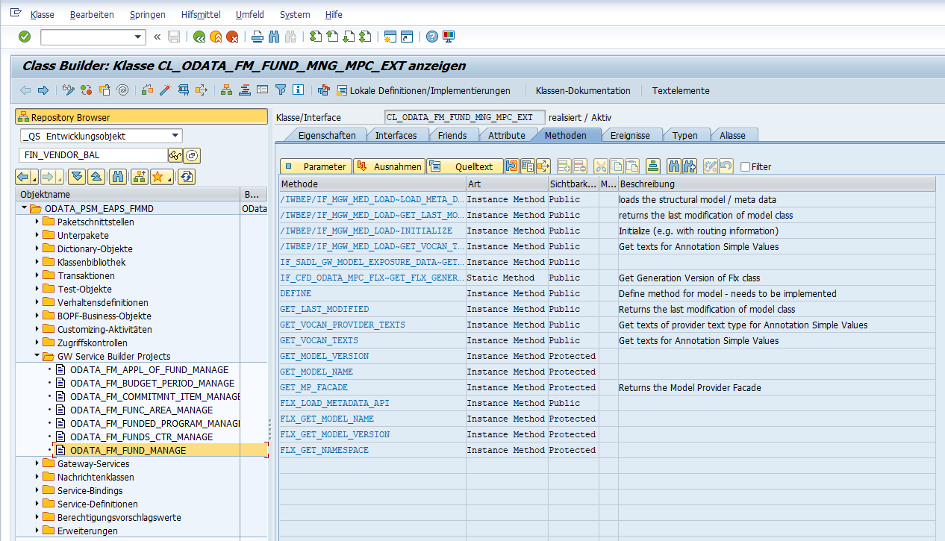 Klasse Bearbeiten Springen Hilfsmittel Umfeld System Hilfe
Class Builder: Klasse CL_ODATA_FM_FUND_MNG_MPC_EXT anzeigen
Lokale Definitionen/Implementierungen Klassen-Dokumentation Textelemente
Repository Browser
_QS Entwicklungsobjekt
FIN_VENDOR_BAL
Objektname B...
ODATA_PSM_EAPS_FMMD OData
Paketschnittstellen
Unterpakete
Dictionary-Objekte
Klassenbibliothek
Transaktionen
Test-Objekte
Verhaltensdefinitionen
BOPF-Business-Objekte
Customizing-Aktivitäten
Zugriffskontrollen
GW Service Builder Projects
ODATA_FM_APPL_OF_FUND_MANAGE
ODATA_FM_BUDGET_PERIOD_MANAGE
ODATA_FM_COMMITMNT_ITEM_MANAGE
ODATA_FM_FUNC_AREA_MANAGE
ODATA_FM_FUNDED_PROGRAM_MANAG
ODATA_FM_FUNDS_CTR_MANAGE
ODATA_FM_FUND_MANAGE
Gateway-Services
Nachrichtenklassen
Service-Bindings
Service-Definitionen
Berechtigungsvorschlagswerte
Erweiterungen
Klasse/Interface CL_ODATA_FM_FUND_MNG_MPC_EXT realisiert / Aktiv
Eigenschaften Interfaces Friends Attribute Methoden Ereignisse Typen Aliasse
Parameter Ausnahmen Quelltext Filter
Methode Art Sichtbark... M... Beschreibung
/IWBEP/IF_MGW_MED_LOAD~LOAD_META_D... Instance Method Public loads the structural model / meta data
/IWBEP/IF_MGW_MED_LOAD~GET_LAST_MO... Instance Method Public returns the last modification of model class
/IWBEP/IF_MGW_MED_LOAD~INITIALIZE Instance Method Public Initialize (e.g. with routing information)
/IWBEP/IF_MGW_MED_LOAD~GET_VOCAN_T... Instance Method Public Get texts for Annotation Simple Values
IF_SADL_GW_MODEL_EXPOSURE_DATA~GET... Instance Method Public
IF_CFD_ODATA_MPC_FLX~GET_FLX_GENER... Static Method Public Get Generation Version of Flx class
DEFINE Instance Method Public Define method for model - needs to be implemented
GET_LAST_MODIFIED Instance Method Public Returns the last modification of model class
GET_VOCAN_PROVIDER_TEXTS Instance Method Public Get texts of provider text type for Annotation Simple Values
GET_VOCAN_TEXTS Instance Method Public Get texts for Annotation Simple Values
GET_MODEL_VERSION Instance Method Protected
GET_MODEL_NAME Instance Method Protected
GET_MP_FACADE Instance Method Protected Returns the Model Provider Facade
FLX_LOAD_METADATA_API Instance Method Public
FLX_GET_MODEL_NAME Instance Method Protected
FLX_GET_MODEL_VERSION Instance Method Protected
FLX_GET_NAMESPACE Instance Method Protected